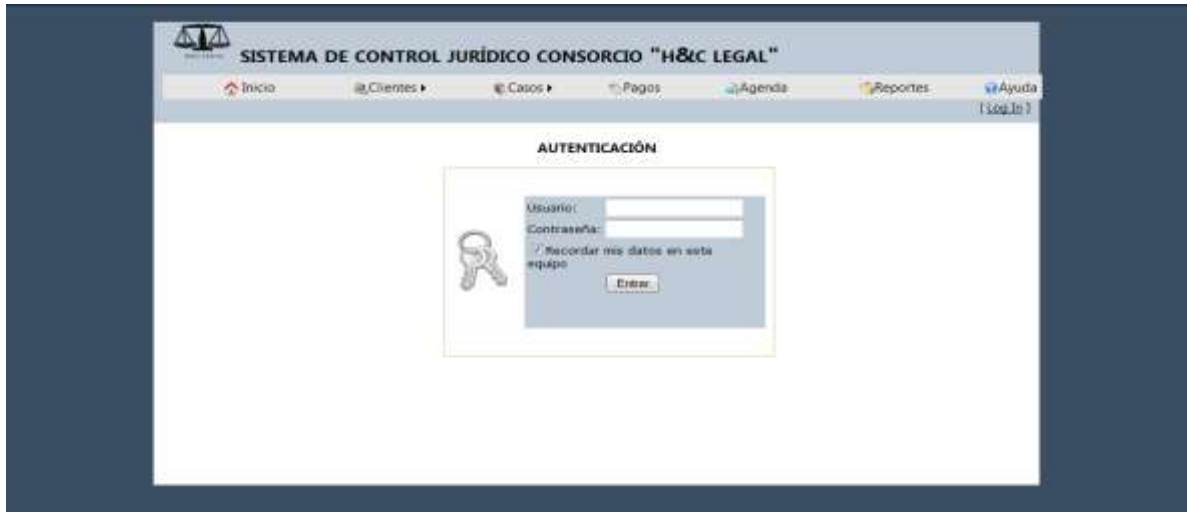 SISTEMA DE CONTROL JURÍDICO CONSORCIO "H&C LEGAL"
Inicio Clientes Casos Pagos Agenda Reportes Ayuda
[ Log In ]
AUTENTICACIÓN
Usuario:
Contraseña:
Recordar mis datos en este
equipo
Entrar